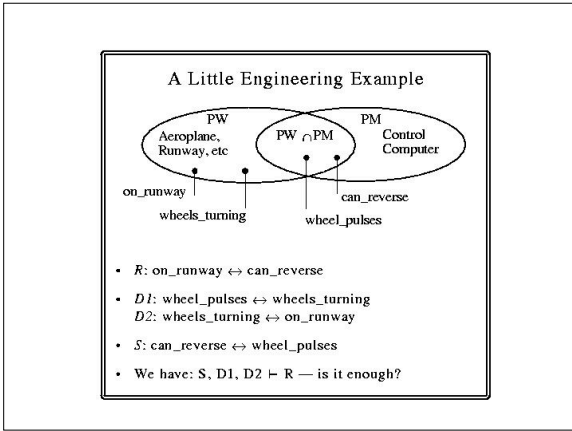 A Little Engineering Example
PW
PM
Aeroplane,
Runway, etc
PW ∩ PM
Control
Computer
on_runway
wheels_turning
wheel_pulses
can_reverse
• R: on_runway ↔ can_reverse
• D1: wheel_pulses ↔ wheels_turning
D2: wheels_turning ↔ on_runway
• S: can_reverse ↔ wheel_pulses
• We have: S, D1, D2 ⊢ R — is it enough?